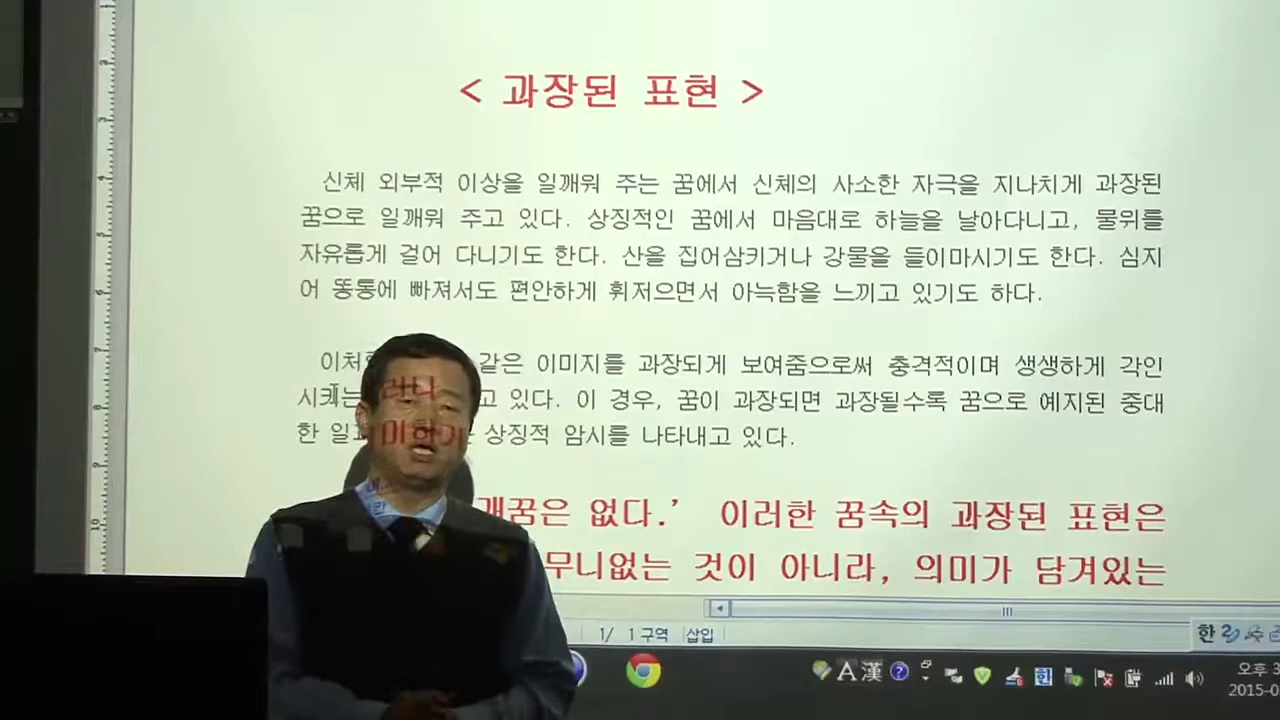 < 과장된 표현 >
신체 외부적 이상을 일깨워 주는 꿈에서 신체의 사소한 자극을 지나치게 과장된
꿈으로 일깨워 주고 있다. 상징적인 꿈에서 마음대로 하늘을 날아다니고, 물위를
자유롭게 걸어 다니기도 한다. 산을 집어삼키거나 강물을 들이마시기도 한다. 심지
어 똥통에 빠져서도 편안하게 휘저으면서 아늑함을 느끼고 있기도 하다.
같은 이미지를 과장되게 보여줌으로써 충격적이며 생생하게 각인
시키는 고 있다. 이 경우, 꿈이 과장되면 과장될수록 꿈으로 예지된 중대
한 상징적 암시를 나타내고 있다.
개꿈은 없다.’ 이러한 꿈속의 과장된 표현은
무니없는 것이 아니라, 의미가 담겨있는
1/ 1 구역 삽입
한
A 漢 ? 한
오후 3
2015-0